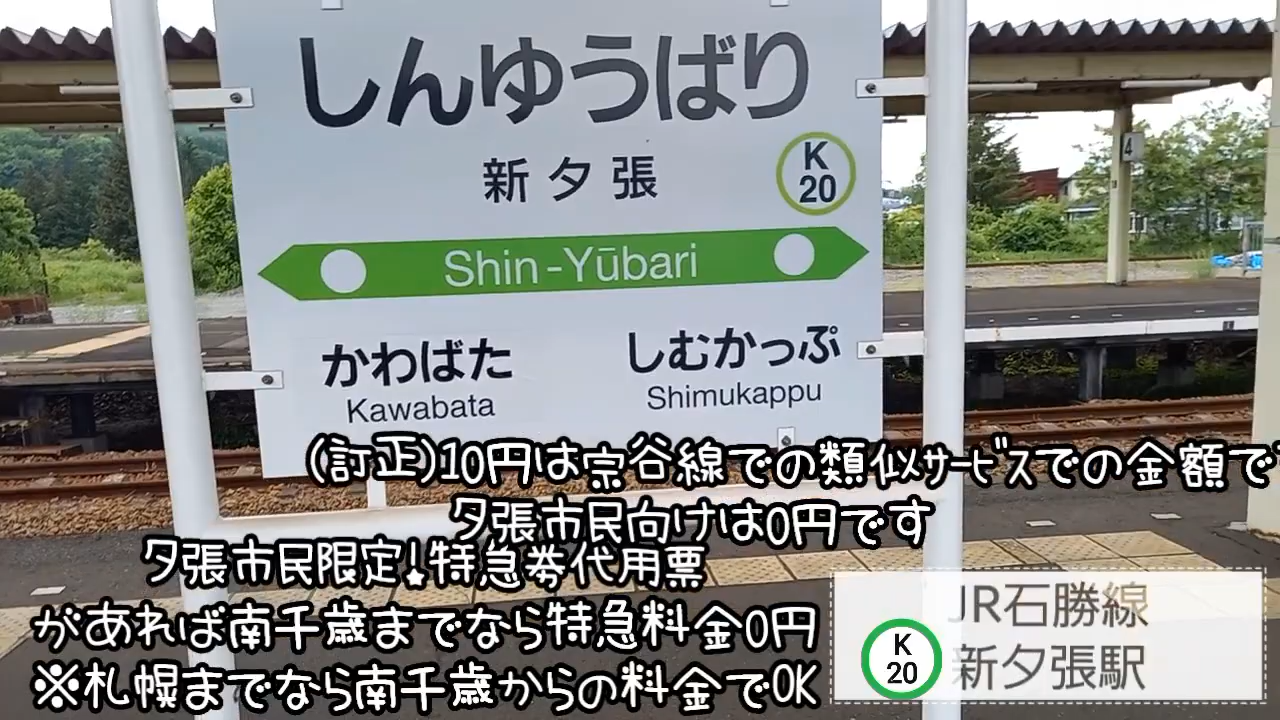 しんゆうばり
新夕張
K
20
4
Shin-Yūbari
かわばた
しむかっぷ
Kawabata
Shimukappu
(訂正)10円は宗谷線での類似サービスでの金額で
夕張市民向けは0円です
夕張市民限定!特急券代用票
があれば南千歳までなら特急料金0円
※札幌までなら南千歳からの料金でOK
JR石勝線
K
20
新夕張駅